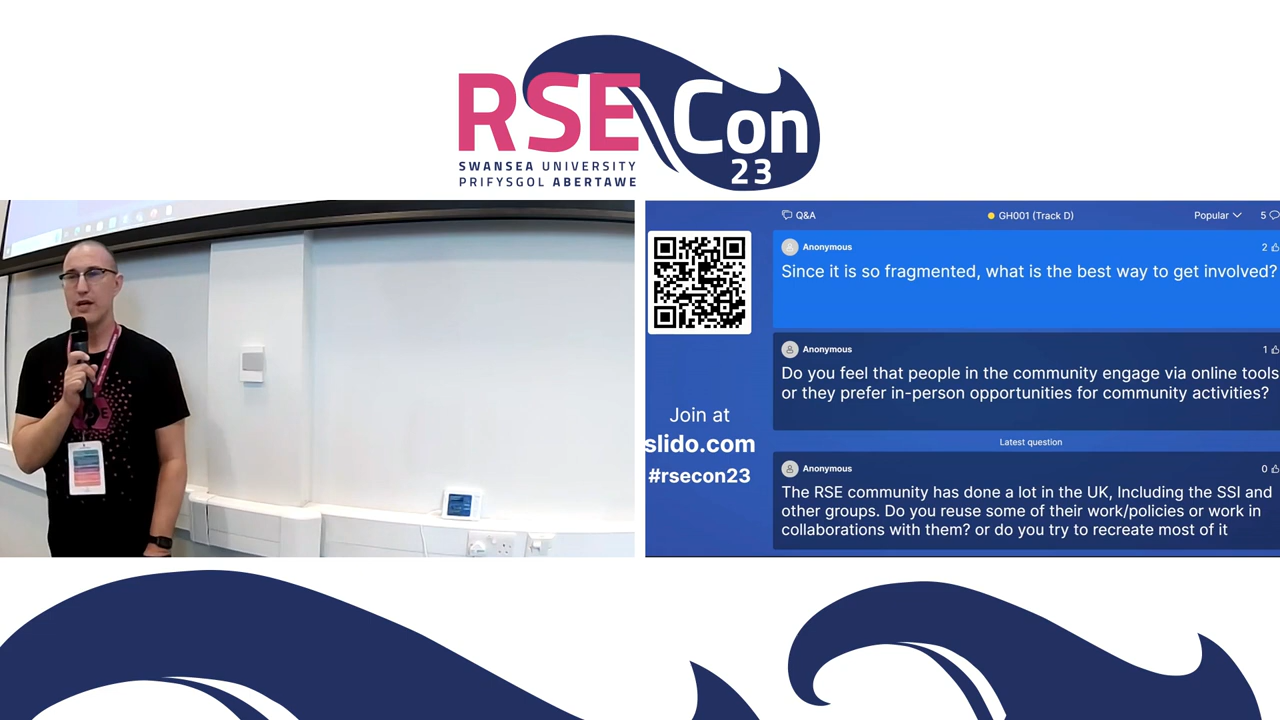 RSE Con
23
SWANSEA UNIVERSITY
PRIFYSGOL ABERTAWE
Q&A
GH001 (Track D)
Popular
5
Anonymous
2
Since it is so fragmented, what is the best way to get involved?
Anonymous
1
Do you feel that people in the community engage via online tools
or they prefer in-person opportunities for community activities?
Join at
slido.com
#rsecon23
Latest question
Anonymous
0
The RSE community has done a lot in the UK, Including the SSI and
other groups. Do you reuse some of their work/policies or work in
collaborations with them? or do you try to recreate most of it